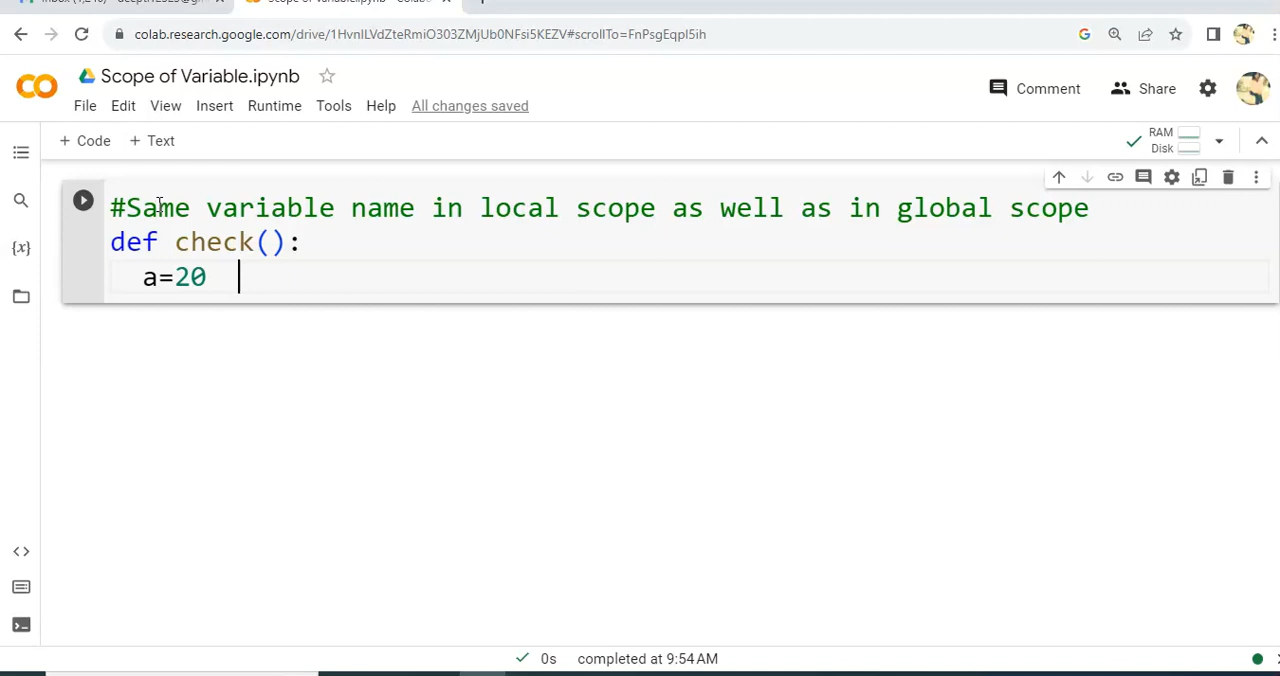 colab.research.google.com/drive/1HvnILVdZteRmiO303ZMjUb0NFsi5KEZV#scrollTo=FnPsgEqpI5ih
Scope of Variable.ipynb
File Edit View Insert Runtime Tools Help All changes saved
Comment Share
+ Code + Text
RAM
Disk
#Same variable name in local scope as well as in global scope
def check():
a=20
0s completed at 9:54 AM